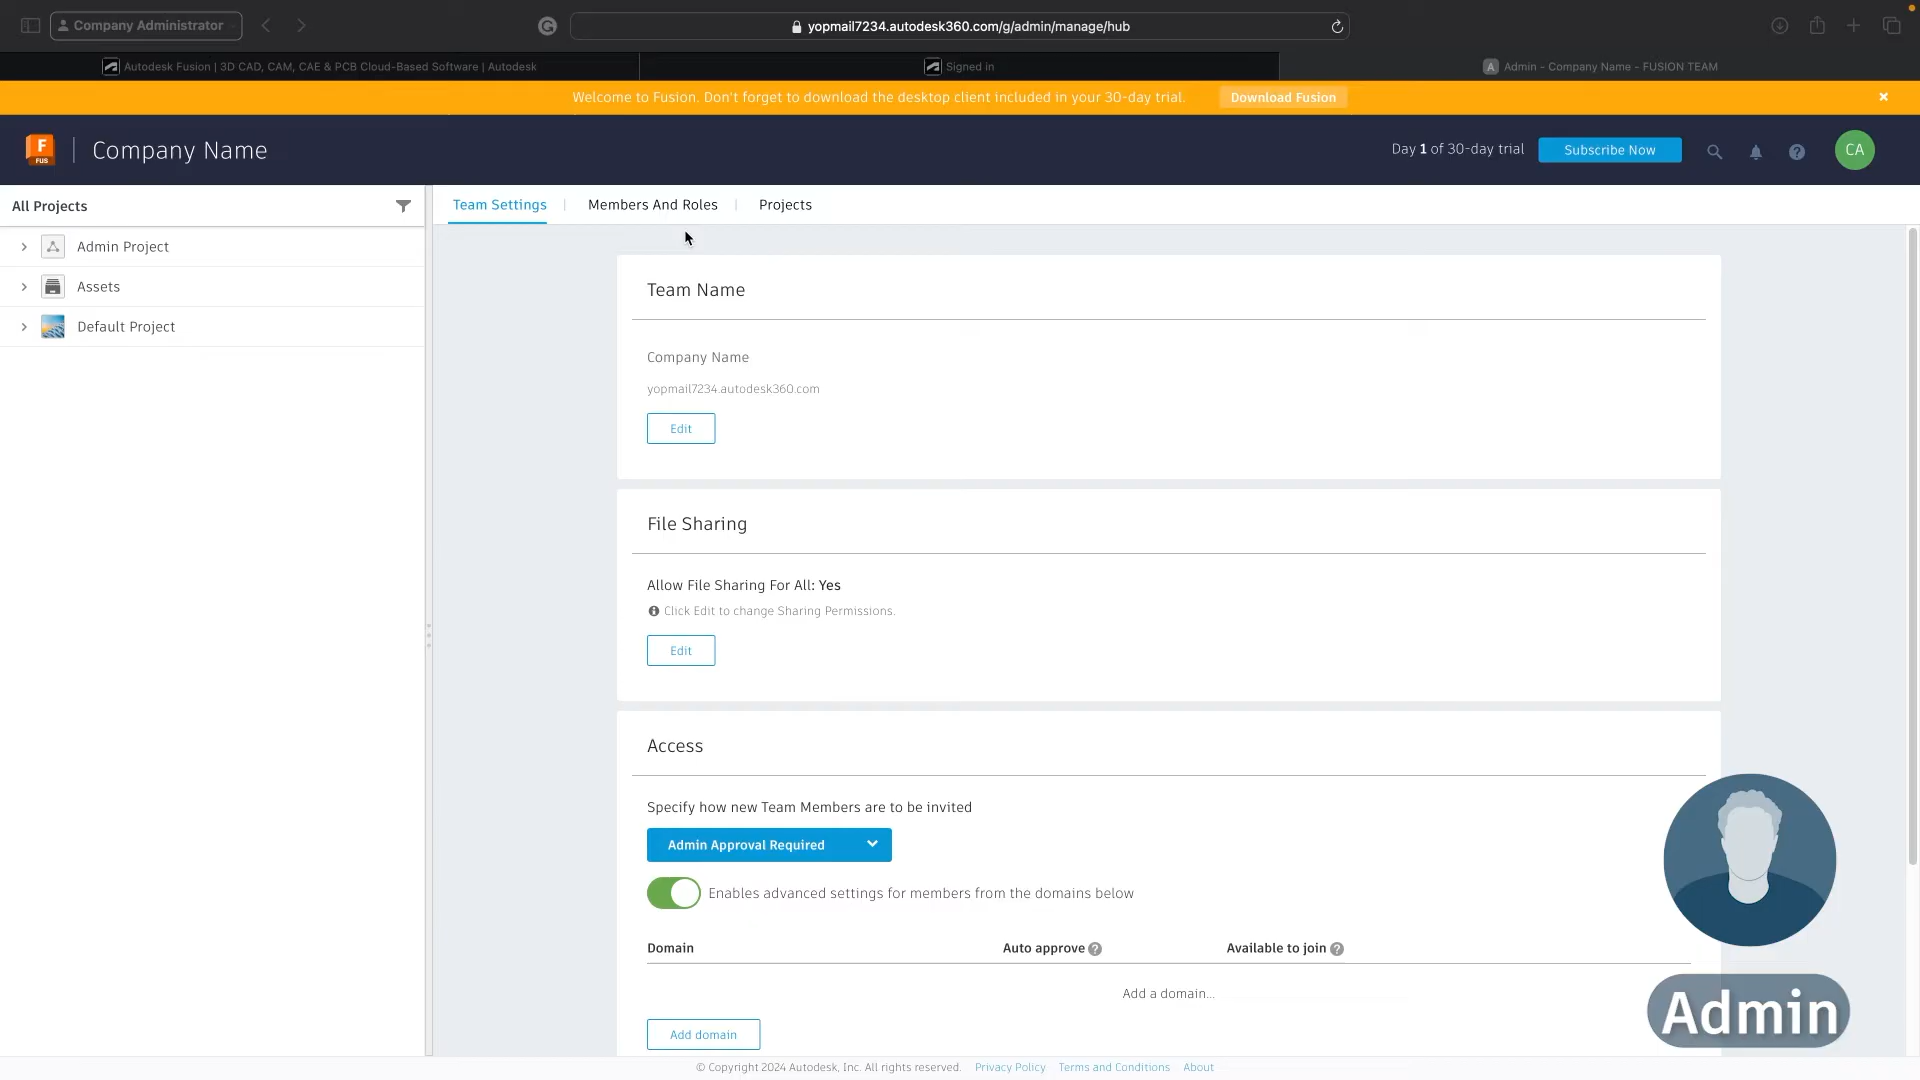 Company Administrator
yopmail7234.autodesk360.com/g/admin/manage/hub
Autodesk Fusion | 3D CAD, CAM, CAE & PCB Cloud-Based Software | Autodesk
Signed in
A Admin - Company Name - FUSION TEAM
Welcome to Fusion. Don't forget to download the desktop client included in your 30-day trial.
Download Fusion
F
FUS
Company Name
Day 1 of 30-day trial
Subscribe Now
CA
All Projects
Team Settings
Members And Roles
Projects
Admin Project
Assets
Default Project
Team Name
Company Name
yopmail7234.autodesk360.com
Edit
File Sharing
Allow File Sharing For All: Yes
Click Edit to change Sharing Permissions.
Edit
Access
Specify how new Team Members are to be invited
Admin Approval Required
Enables advanced settings for members from the domains below
Domain
Auto approve
Available to join
Add a domain...
Add domain
Admin
© Copyright 2024 Autodesk, Inc. All rights reserved.
Privacy Policy
Terms and Conditions
About